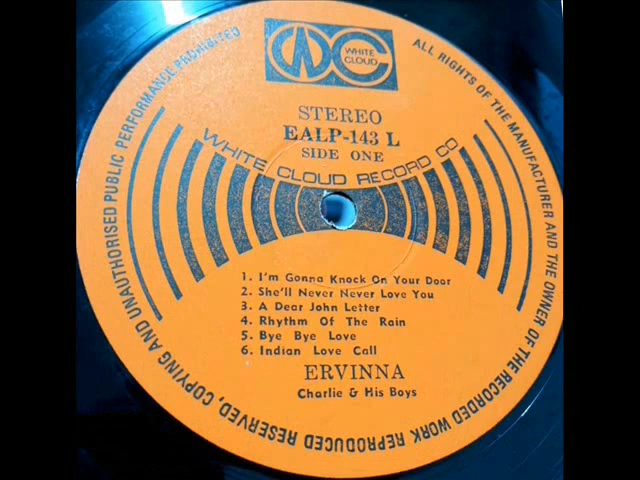 WC WHITE
CLOUD
STEREO
EALP-143 L
SIDE ONE
WHITE CLOUD RECORD CO
1. I'm Gonna Knock On Your Door
2. She'll Never Never Love You
3. A Dear John Letter
4. Rhythm Of The Rain
5. Bye Bye Love
6. Indian Love Call
ERVINNA
Charlie & His Boys
ALL RIGHTS OF THE MANUFACTURER AND THE OWNER OF THE RECORDED WORK REPRODUCED RESERVED, COPYING AND UNAUTHORISED PUBLIC PERFORMANCE PROHIBITED